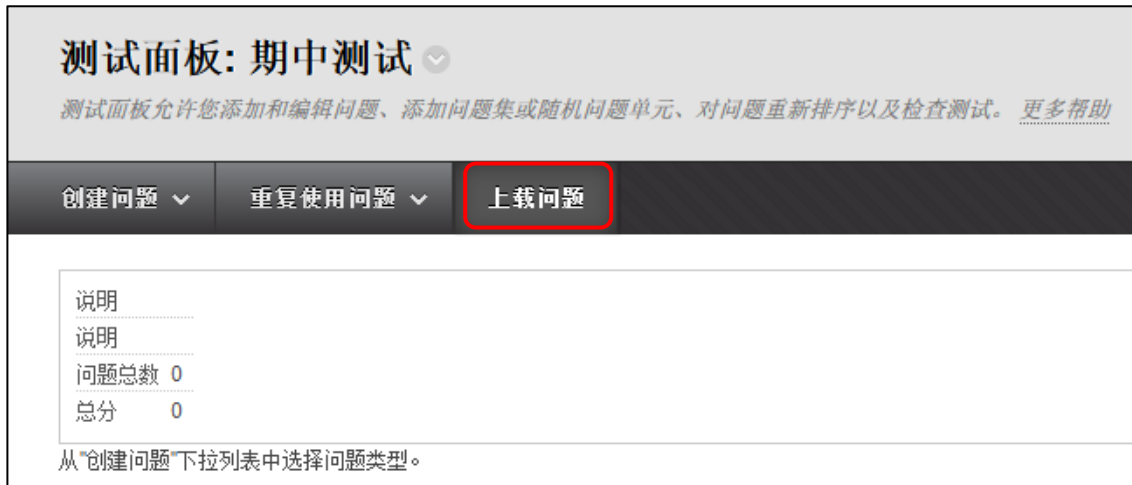 测试面板: 期中测试
测试面板允许您添加和编辑问题、添加问题集或随机问题单元、对问题重新排序以及检查测试。 更多帮助
创建问题 重复使用问题 上载问题
说明
说明
问题总数 0
总分 0
从"创建问题"下拉列表中选择问题类型。